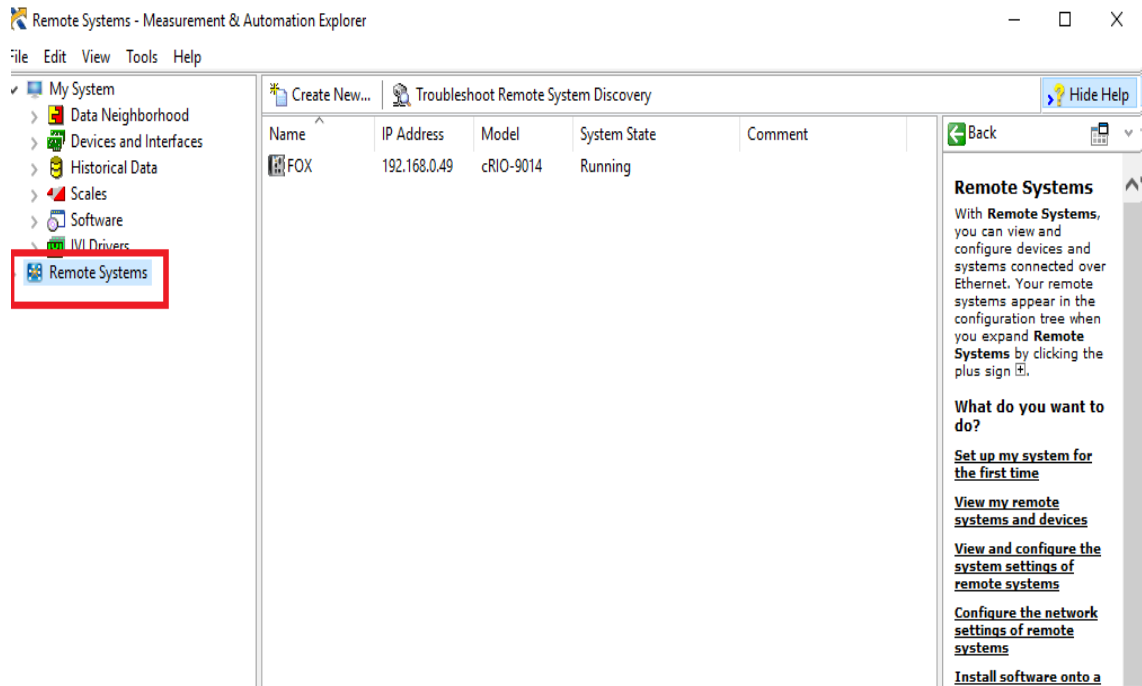 Remote Systems - Measurement & Automation Explorer
File Edit View Tools Help
My System
Data Neighborhood
Devices and Interfaces
Historical Data
Scales
Software
IVI Drivers
Remote Systems
Create New... Troubleshoot Remote System Discovery Hide Help
Name IP Address Model System State Comment
FOX 192.168.0.49 cRIO-9014 Running
Back
Remote Systems
With Remote Systems,
you can view and
configure devices and
systems connected over
Ethernet. Your remote
systems appear in the
configuration tree when
you expand Remote
Systems by clicking the
plus sign ⊞.
What do you want to
do?
Set up my system for
the first time
View my remote
systems and devices
View and configure the
system settings of
remote systems
Configure the network
settings of remote
systems
Install software onto a